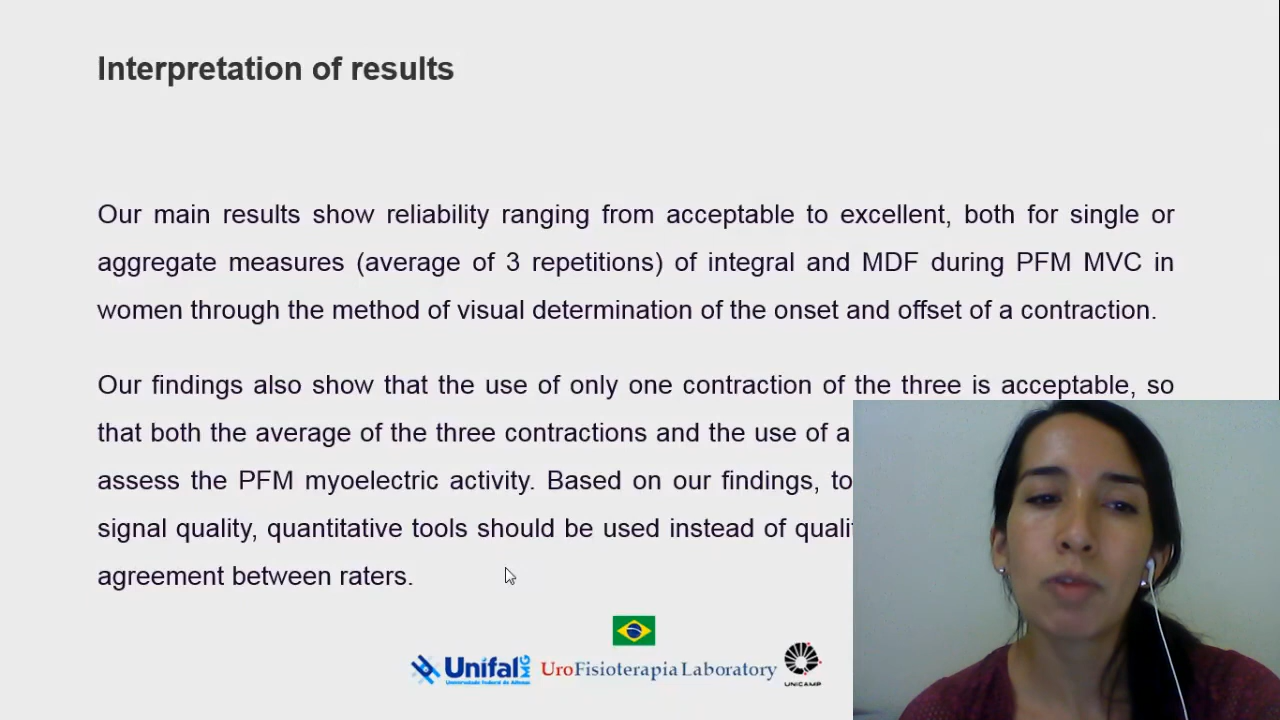 Interpretation of results
Our main results show reliability ranging from acceptable to excellent, both for single or
aggregate measures (average of 3 repetitions) of integral and MDF during PFM MVC in
women through the method of visual determination of the onset and offset of a contraction.
Our findings also show that the use of only one contraction of the three is acceptable, so
that both the average of the three contractions and the use of a
assess the PFM myoelectric activity. Based on our findings, to
signal quality, quantitative tools should be used instead of quali
agreement between raters.
Unifal MG
Universidade Federal de Alfenas
UroFisioterapia Laboratory
UNICAMP